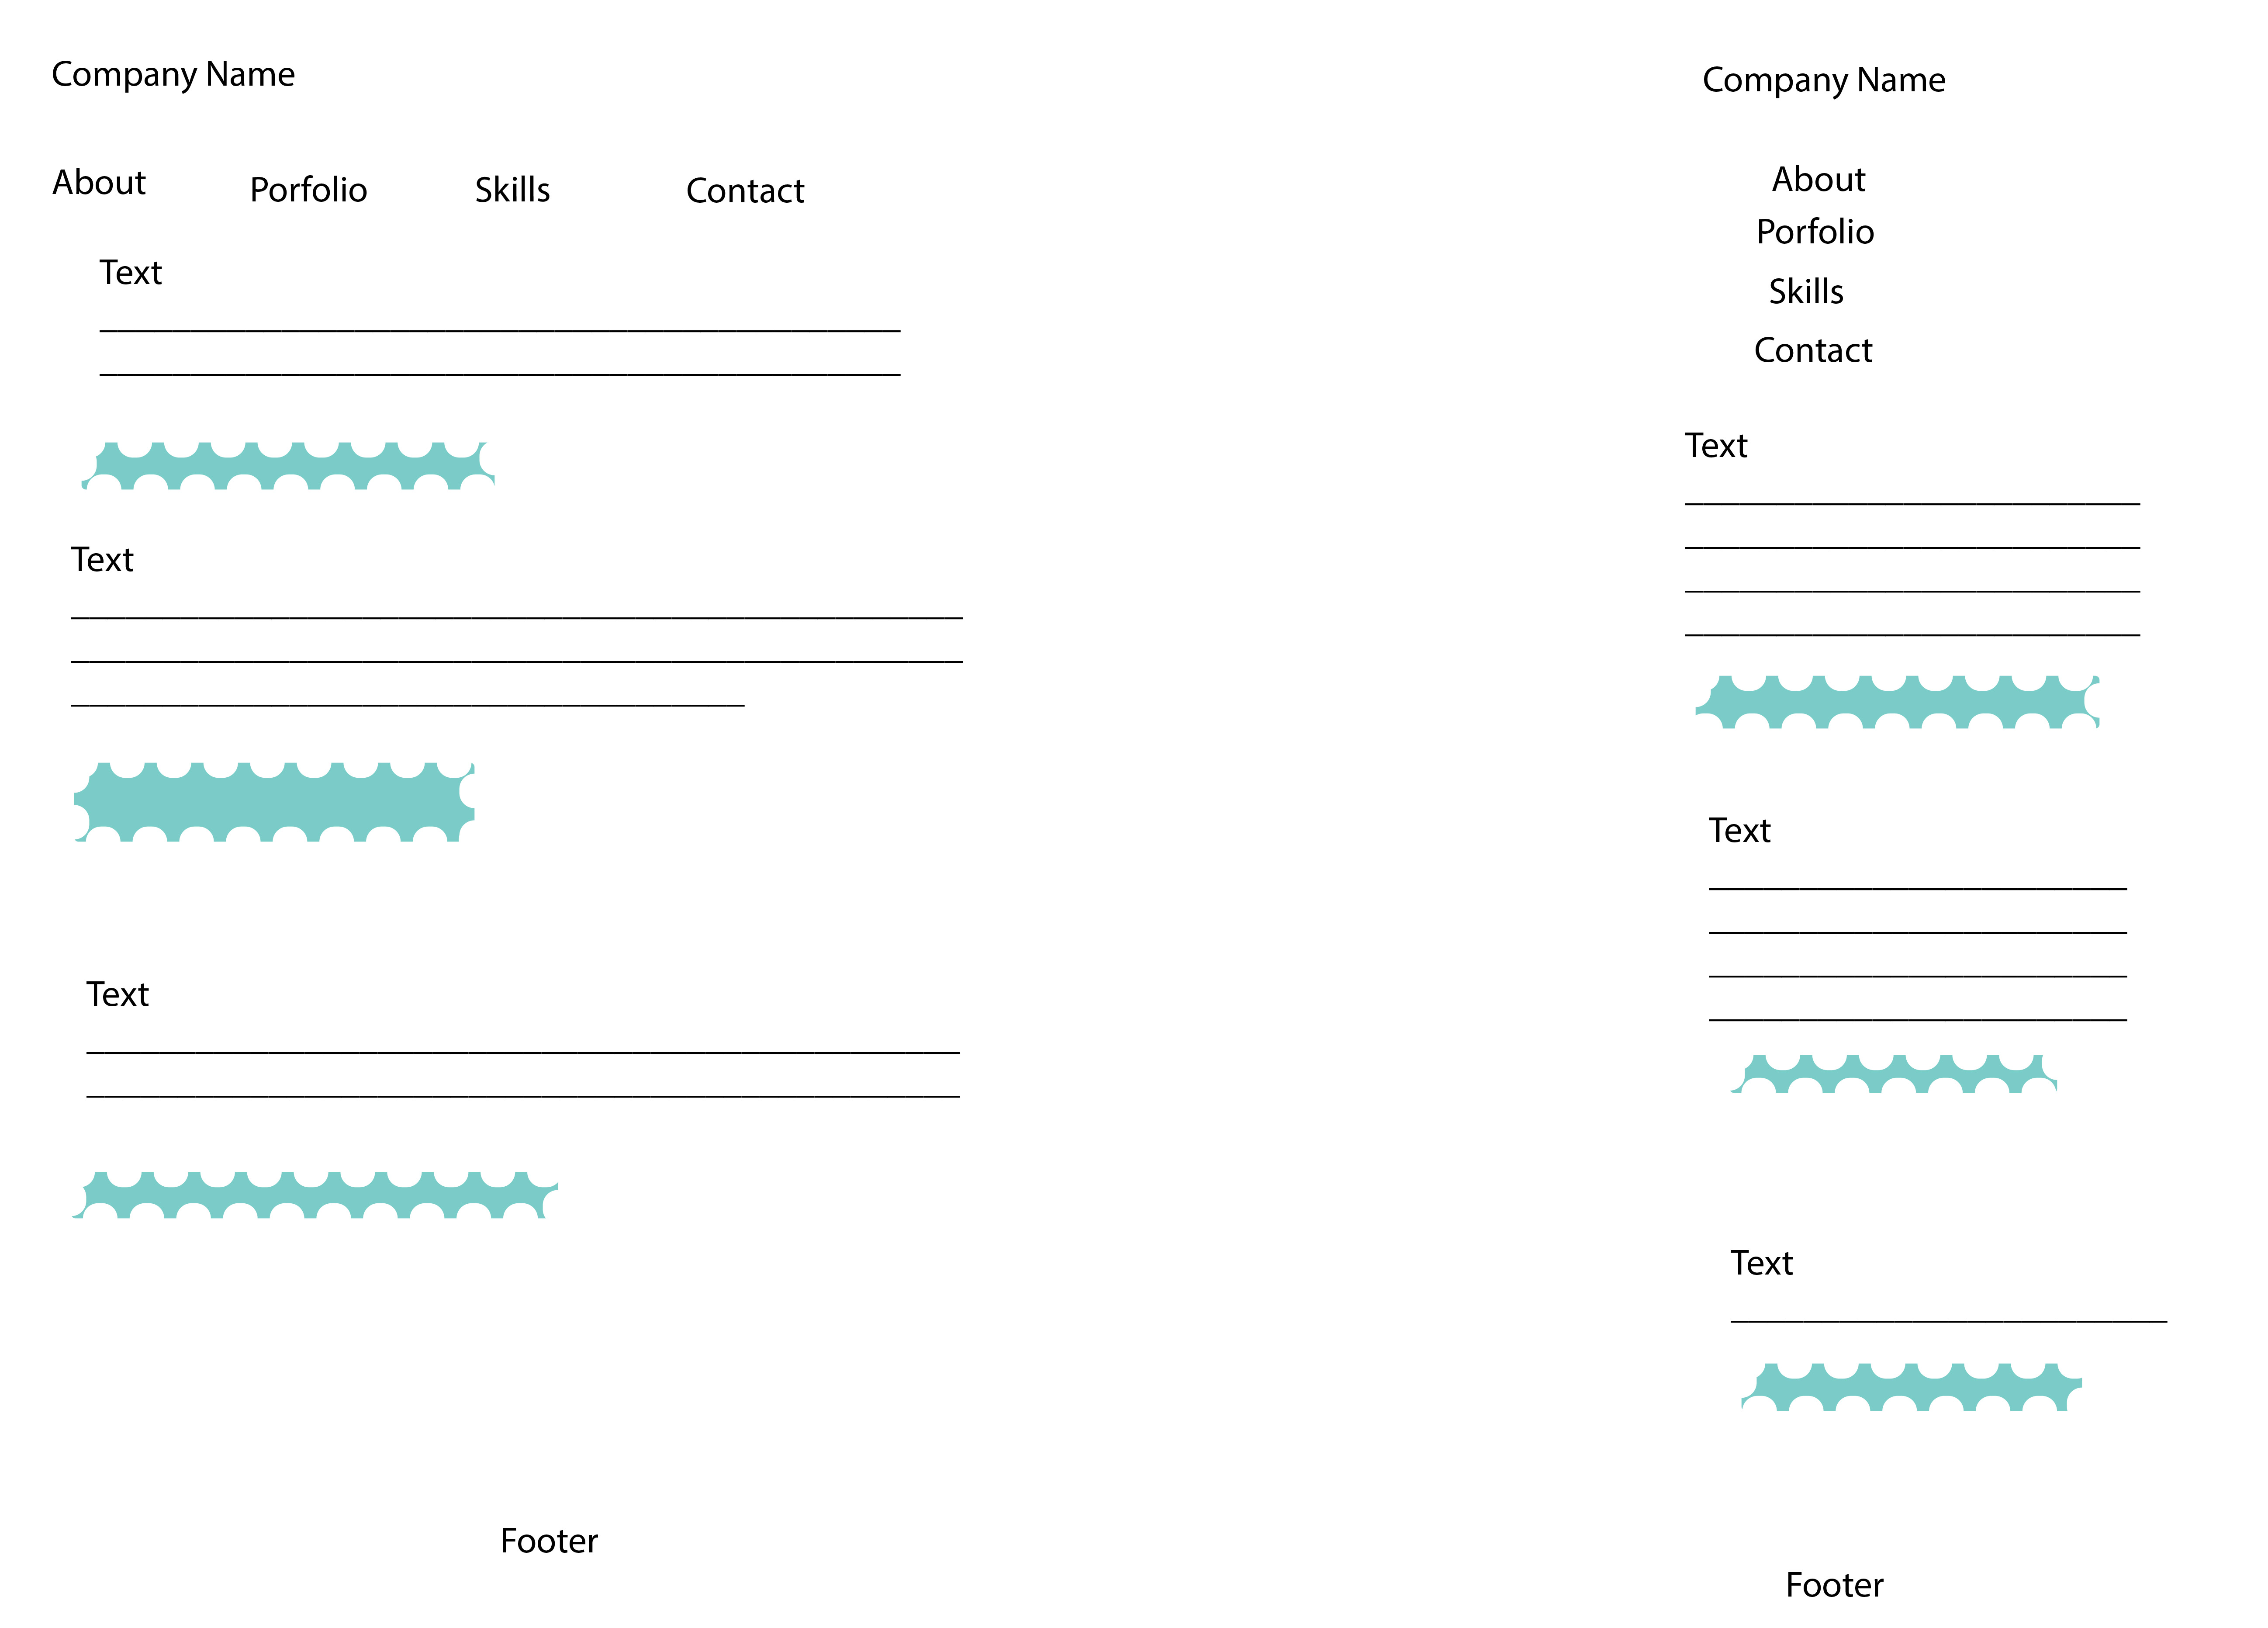 Company Name
About Porfolio Skills Contact
Text
Text
Text
Footer
Company Name
About
Porfolio
Skills
Contact
Text
Text
Text
Footer